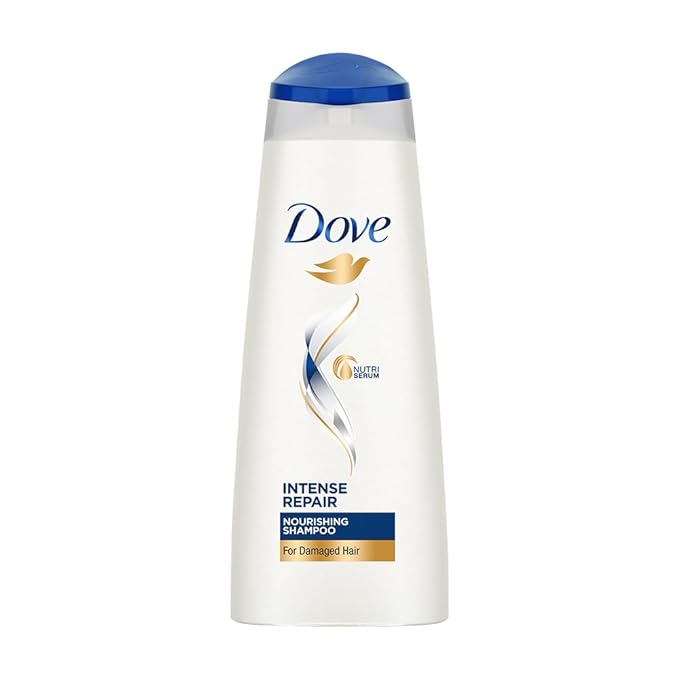 Dove
NUTRI
SERUM
INTENSE
REPAIR
NOURISHING
SHAMPOO
For Damaged Hair